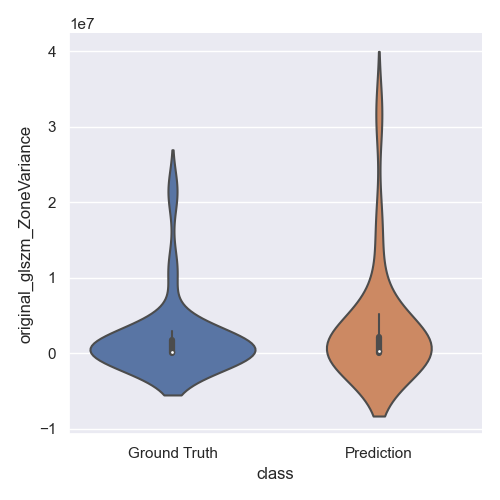 1e7
4
3
2
1
0
−1
original_glszm_ZoneVariance
Ground Truth
Prediction
class